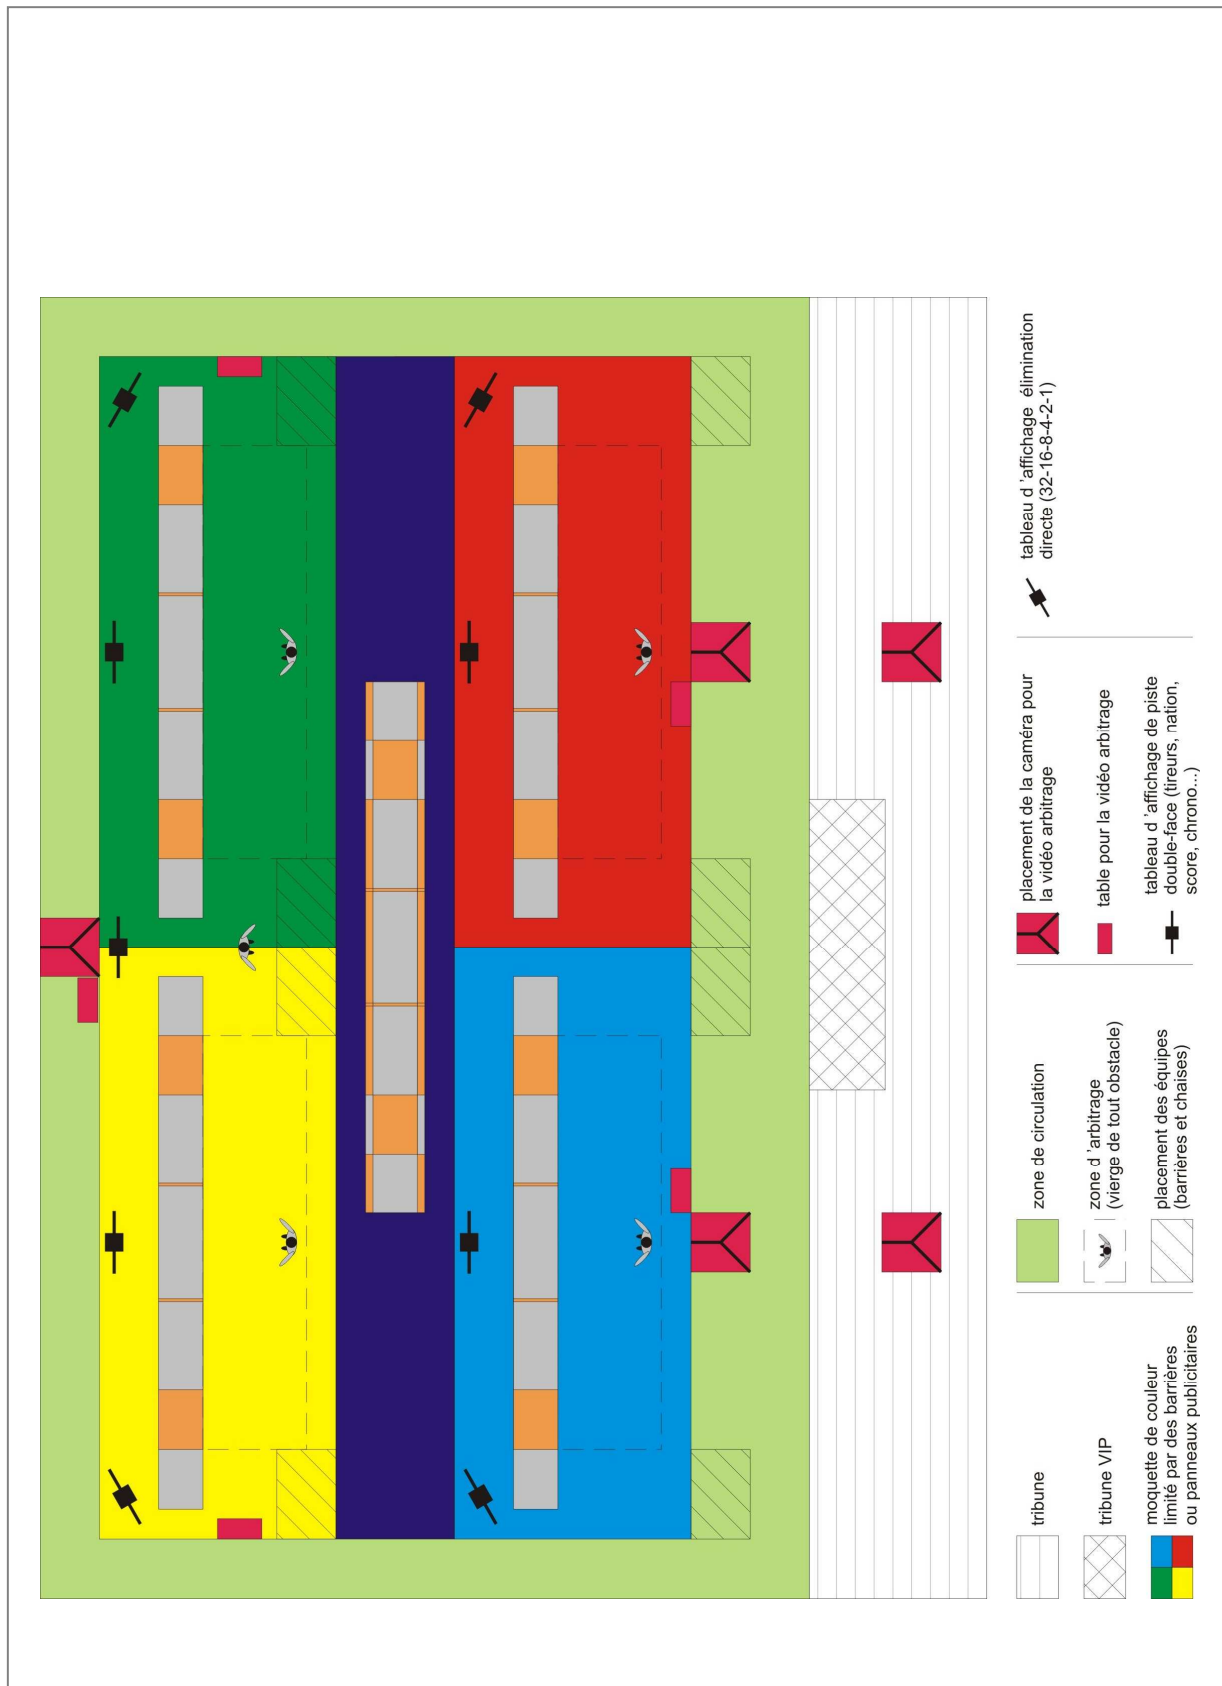 tribune
tribune VIP
moquette de couleur
limité par des barrières
ou panneaux publicitaires
zone de circulation
zone d 'arbitrage
(vierge de tout obstacle)
placement des équipes
(barrières et chaises)
placement de la caméra pour
la vidéo arbitrage
table pour la vidéo arbitrage
tableau d 'affichage de piste
double-face (tireurs, nation,
score, chrono...)
tableau d 'affichage élimination
directe (32-16-8-4-2-1)